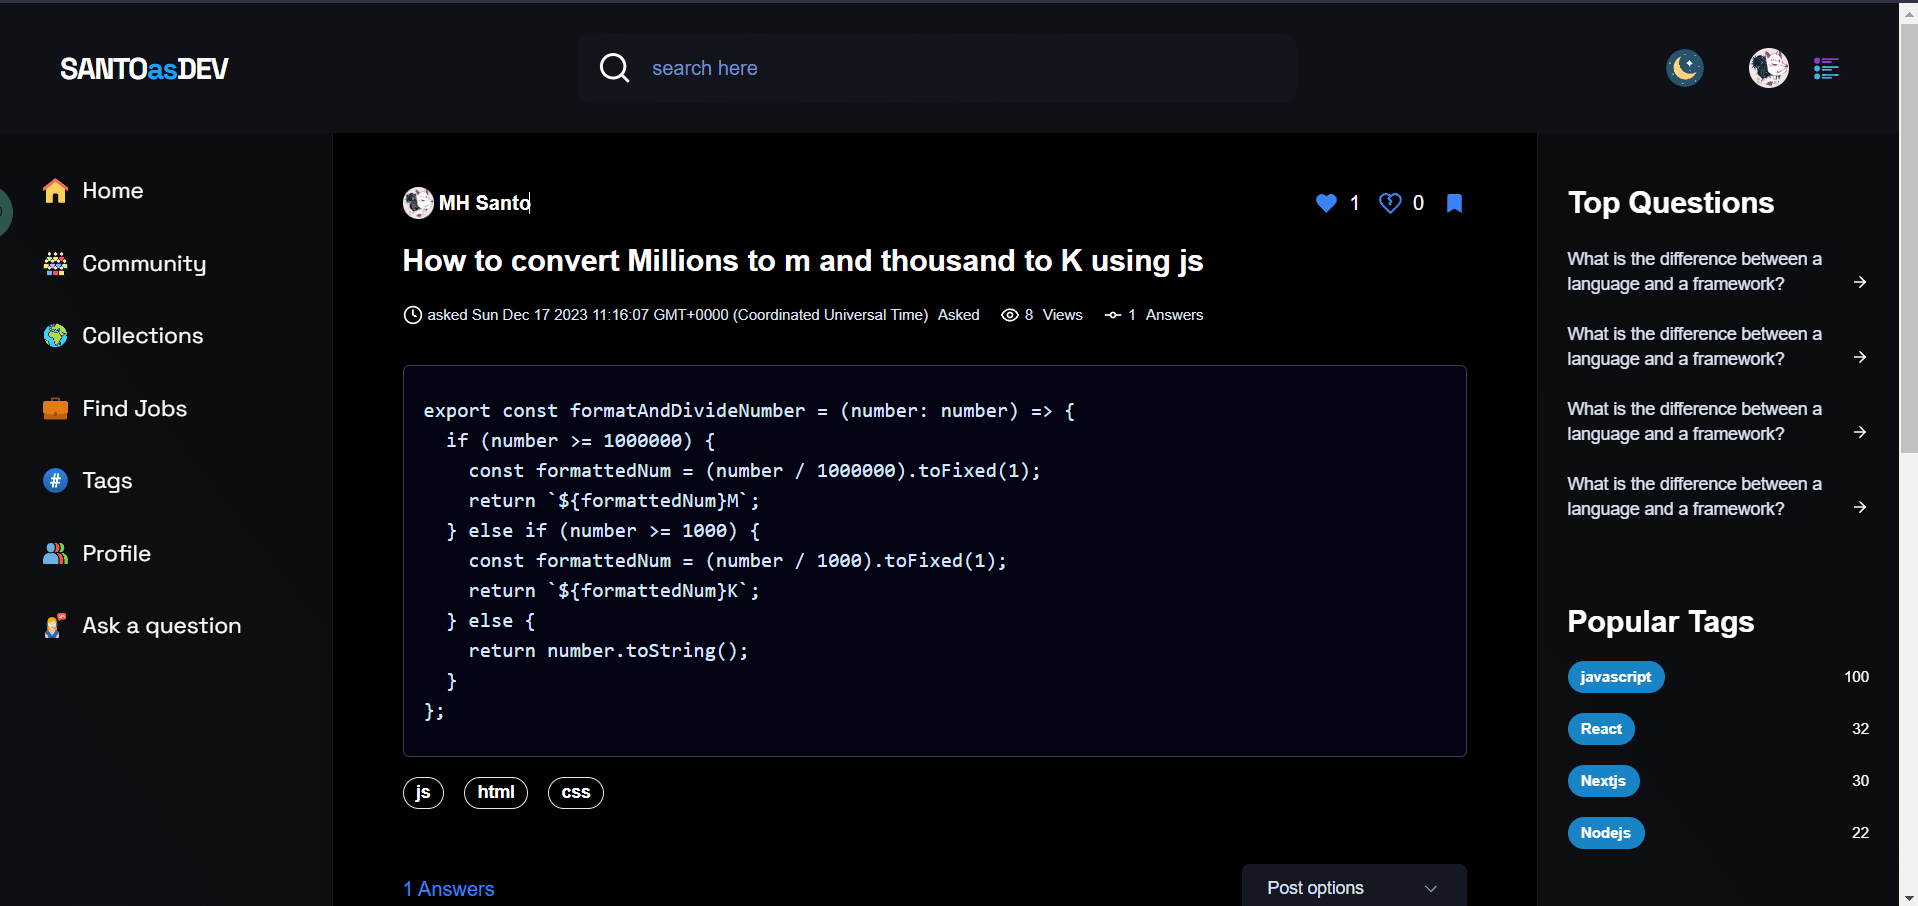 SANTOasDEV
search here
Home
Community
Collections
Find Jobs
Tags
Profile
Ask a question
MH Santo
1 0
How to convert Millions to m and thousand to K using js
asked Sun Dec 17 2023 11:16:07 GMT+0000 (Coordinated Universal Time) Asked 8 Views 1 Answers
export const formatAndDivideNumber = (number: number) => {
  if (number >= 1000000) {
    const formattedNum = (number / 1000000).toFixed(1);
    return `${formattedNum}M`;
  } else if (number >= 1000) {
    const formattedNum = (number / 1000).toFixed(1);
    return `${formattedNum}K`;
  } else {
    return number.toString();
  }
};
js html css
1 Answers
Post options
Top Questions
What is the difference between a
language and a framework?
What is the difference between a
language and a framework?
What is the difference between a
language and a framework?
What is the difference between a
language and a framework?
Popular Tags
javascript 100
React 32
Nextjs 30
Nodejs 22